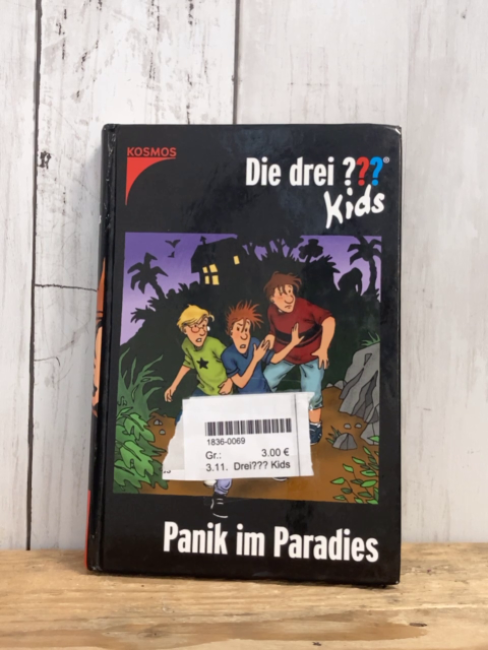 KOSMOS
Die drei ???®
Kids
1836-0069
Gr.: 3.00 €
3.11. Drei??? Kids
Panik im Paradies